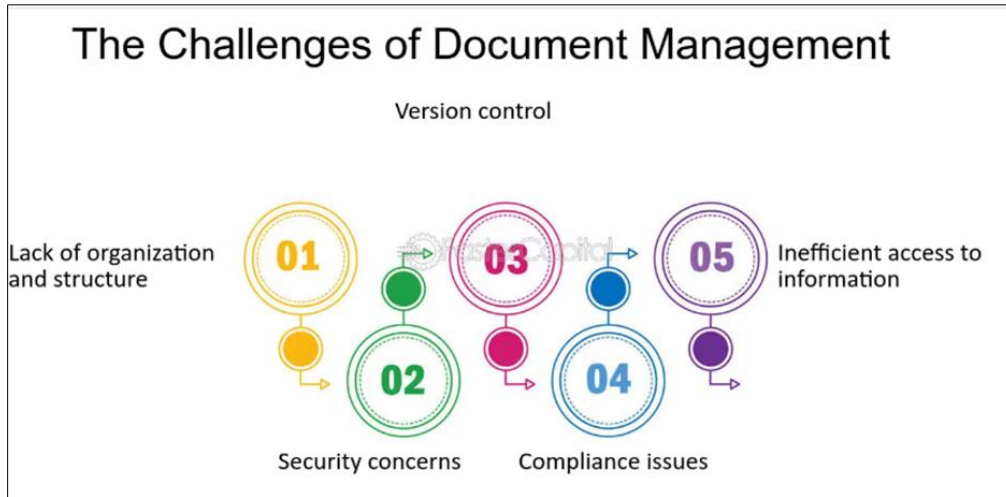 The Challenges of Document Management
Version control
Lack of organization
and structure
01
02
03
04
05
FasterCapital
Inefficient access to
information
Security concerns
Compliance issues